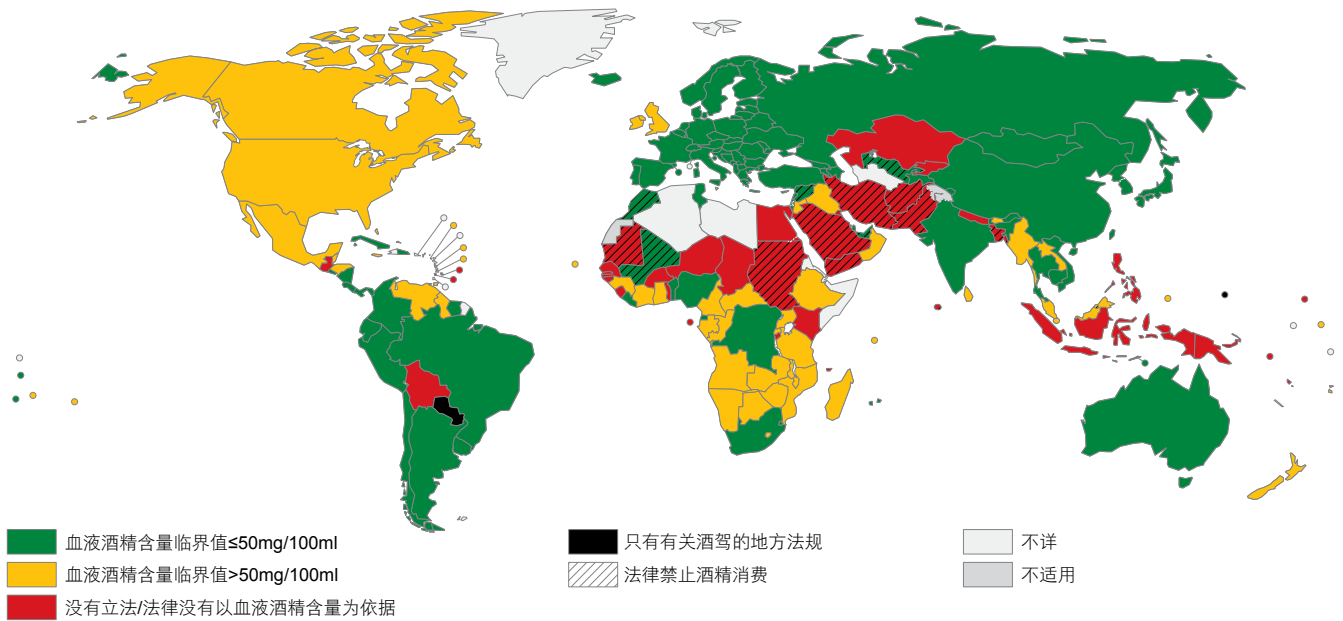 血液酒精含量临界值≤50mg/100ml
血液酒精含量临界值>50mg/100ml
没有立法/法律没有以血液酒精含量为依据
只有有关酒驾的地方法规
法律禁止酒精消费
不详
不适用